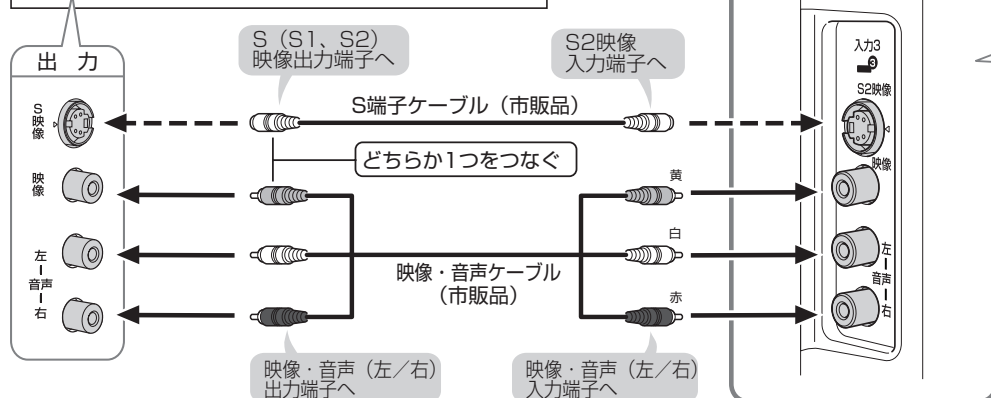 出 力
S映像
映像
左
音声
右
S（S1、S2）
映像出力端子へ
S2映像
入力端子へ
S端子ケーブル（市販品）
どちらか1つをつなぐ
黄
白
赤
映像・音声ケーブル
（市販品）
映像・音声（左／右）
出力端子へ
映像・音声（左／右）
入力端子へ
入力3
3
S2映像
映像
左
音声
右